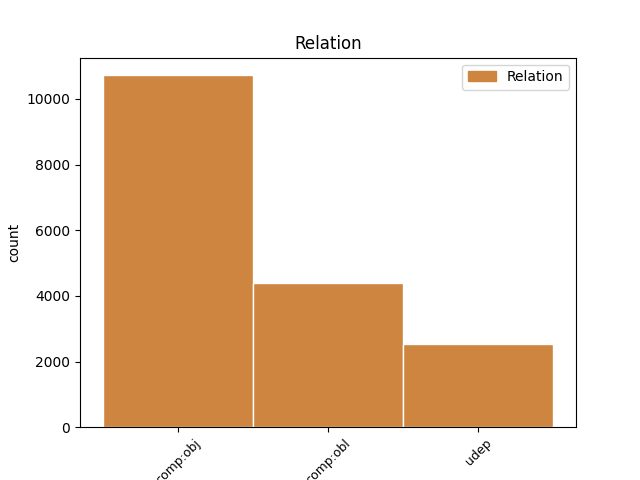 Relation
Relation
10000
8000
6000
4000
2000
0
count
comp:obj
comp:obl
udep